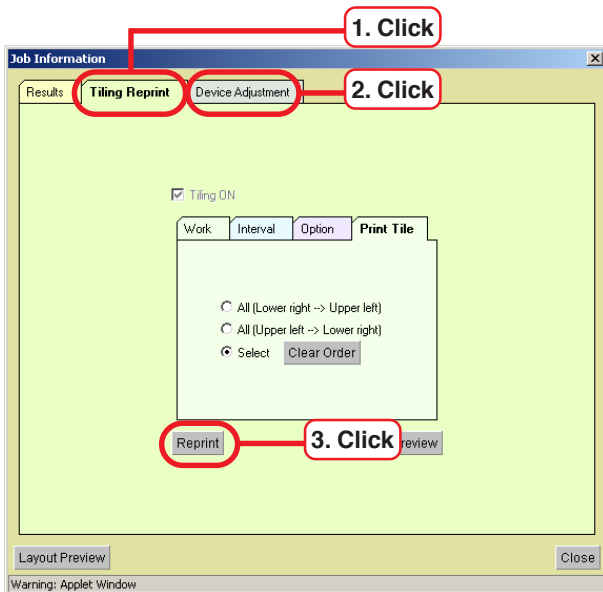 1. Click
Job Information
Results Tiling Reprint Device Adjustment 2. Click
Tiling ON
Work Interval Option Print Tile
All (Lower right --> Upper left)
All (Upper left --> Lower right)
Select Clear Order
Reprint 3. Click review
Layout Preview Close
Warning: Applet Window